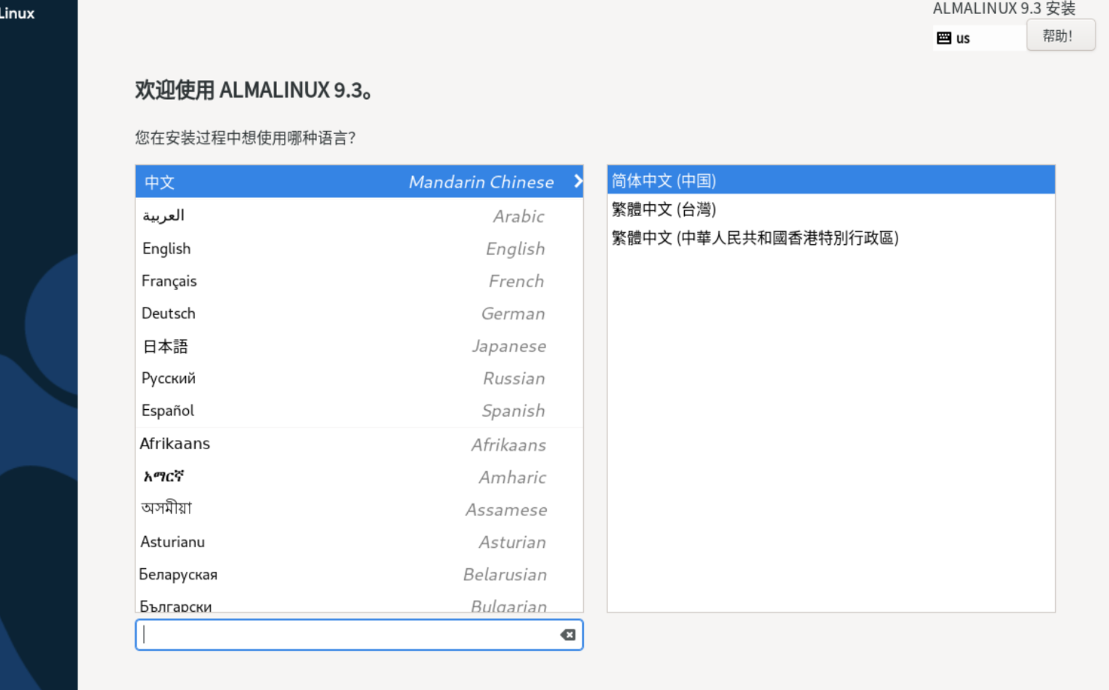 Linux
ALMALINUX 9.3 安装
us
帮助!
欢迎使用 ALMALINUX 9.3。
您在安装过程中想使用哪种语言?
中文 Mandarin Chinese
العربية Arabic
English English
Français French
Deutsch German
日本語 Japanese
Русский Russian
Español Spanish
Afrikaans Afrikaans
አማርኛ Amharic
অসমীয়া Assamese
Asturianu Asturian
Беларуская Belarusian
Български Bulgarian
简体中文 (中国)
繁體中文 (台灣)
繁體中文 (中華人民共和國香港特別行政區)